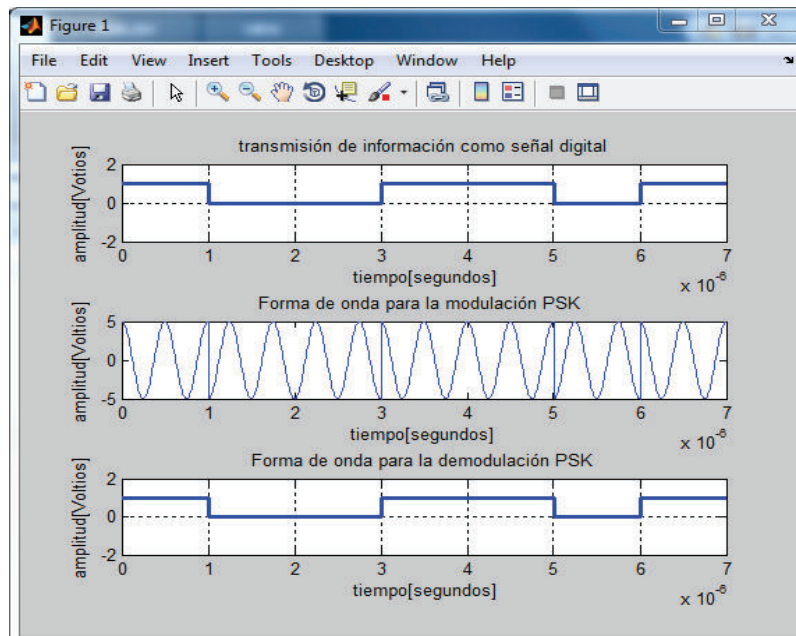 Figure 1
File Edit View Insert Tools Desktop Window Help
transmisión de información como señal digital
amplitud[Votios]
2
0
-2
0 1 2 3 4 5 6 7
tiempo[segundos]
x 10^-6
Forma de onda para la modulación PSK
amplitud[Voltios]
5
0
-5
0 1 2 3 4 5 6 7
tiempo[segundos]
x 10^-6
Forma de onda para la demodulación PSK
amplitud[Voltios]
2
0
-2
0 1 2 3 4 5 6 7
tiempo[segundos]
x 10^-6